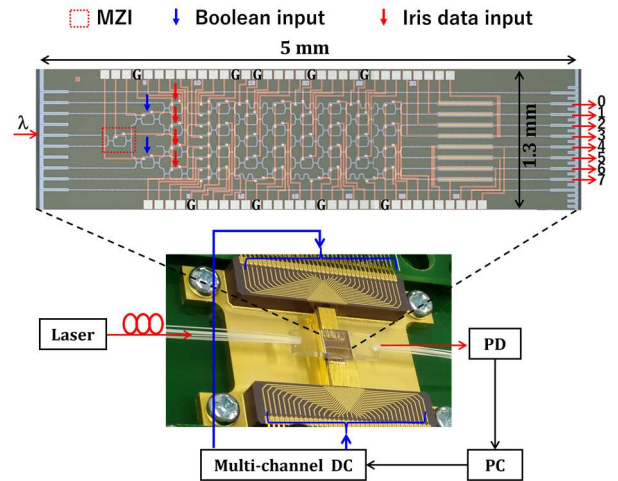 MZI Boolean input Iris data input
5 mm
G G G G G
λ
1.3 mm
0
1
2
3
4
5
6
7
G G G G
Laser
PD
Multi-channel DC
PC